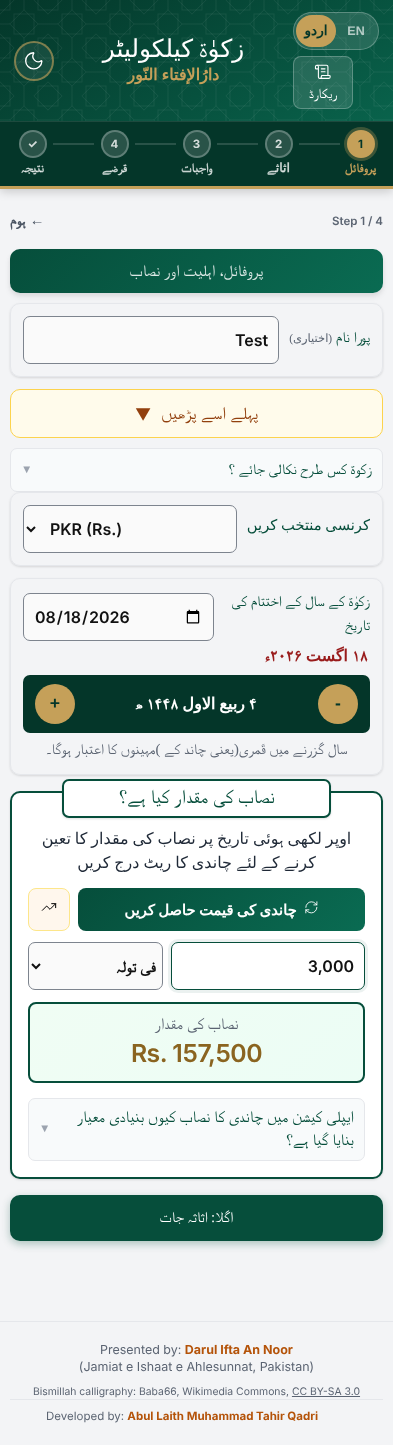 زکوٰۃ کیلکولیٹر
دارُالإفتاء النّور
اردو EN
ریکارڈ
1 2 3 4 ✓
پروفائل اثاثے واجبات قرضے نتیجہ
← ہوم
Step 1 / 4
پروفائل، اہلیت اور نصاب
پورا نام (اختیاری)
Test
پہلے اسے پڑھیں ▼
زکوۃ کس طرح نکالی جائے ؟ ▼
کرنسی منتخب کریں
PKR (Rs.)
زکوٰۃ کے سال کے اختتام کی
تاریخ
08/18/2026
۱۸ اگست ۲۰۲۶ء
-
۴ ربیع الاول ۱۴۴۸ ھ
+
سال گزرنے میں قمری(یعنی چاند کے )مہینوں کا اعتبار ہوگا۔
نصاب کی مقدار کیا ہے؟
اوپر لکھی ہوئی تاریخ پر نصاب کی مقدار کا تعین
کرنے کے لئے چاندی کا ریٹ درج کریں
چاندی کی قیمت حاصل کریں
3,000
فی تولہ
نصاب کی مقدار
Rs. 157,500
ایپلی کیشن میں چاندی کا نصاب کیوں بنیادی معیار
بنایا گیا ہے؟ ▼
اگلا: اثاثہ جات
Presented by: Darul Ifta An Noor
(Jamiat e Ishaat e Ahlesunnat, Pakistan)
Bismillah calligraphy: Baba66, Wikimedia Commons, CC BY-SA 3.0
Developed by: Abul Laith Muhammad Tahir Qadri